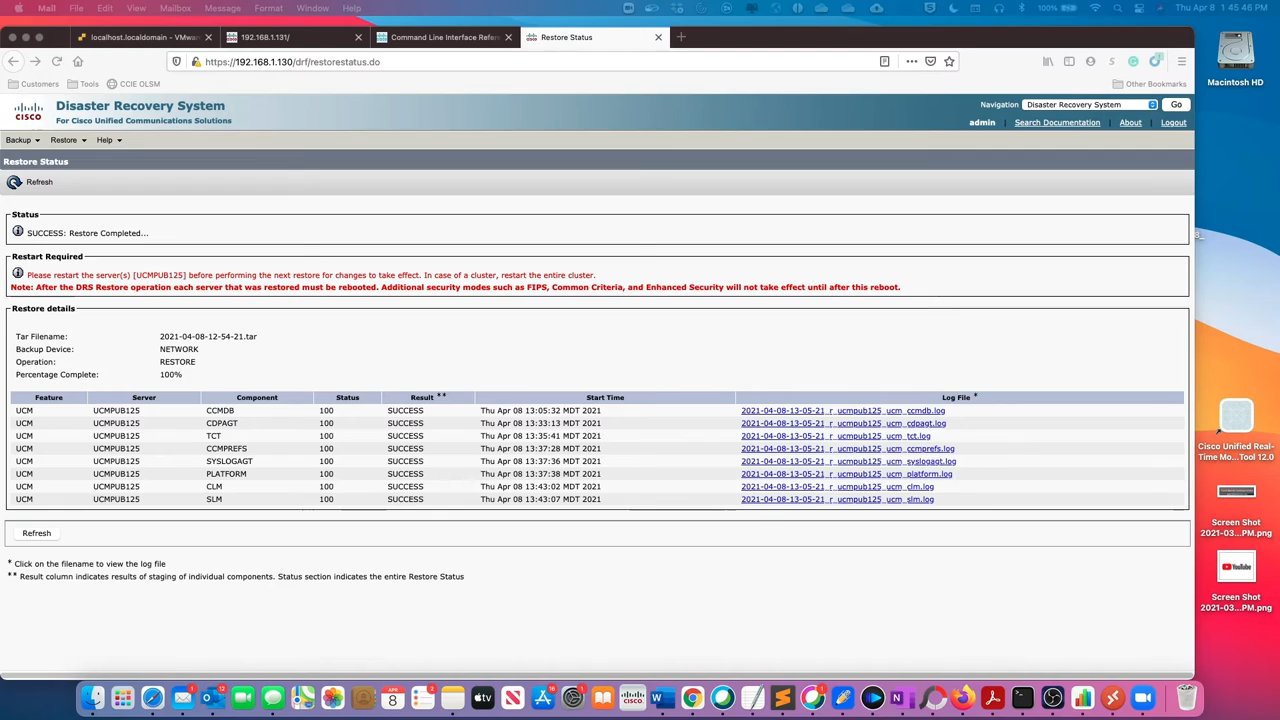 Mail File Edit View Mailbox Message Format Window Help
100% Thu Apr 8 1:45:46 PM
localhost.localdomain - VMwar
192.168.1.131/
Command Line Interface Refere
Restore Status
https://192.168.1.130/drf/restorestatus.do
Customers Tools CCIE OLSM
Other Bookmarks
CISCO
Disaster Recovery System
For Cisco Unified Communications Solutions
Navigation Disaster Recovery System Go
admin | Search Documentation | About | Logout
Backup Restore Help
Restore Status
Refresh
Status
SUCCESS: Restore Completed...
Restart Required
Please restart the server(s) [UCMPUB125] before performing the next restore for changes to take effect. In case of a cluster, restart the entire cluster.
Note: After the DRS Restore operation each server that was restored must be rebooted. Additional security modes such as FIPS, Common Criteria, and Enhanced Security will not take effect until after this reboot.
Restore details
Tar Filename: 2021-04-08-12-54-21.tar
Backup Device: NETWORK
Operation: RESTORE
Percentage Complete: 100%
Feature Server Component Status Result ** Start Time Log File *
UCM UCMPUB125 CCMDB 100 SUCCESS Thu Apr 08 13:05:32 MDT 2021 2021-04-08-13-05-21_r_ucmpub125_ucm_ccmdb.log
UCM UCMPUB125 CDPAGT 100 SUCCESS Thu Apr 08 13:33:13 MDT 2021 2021-04-08-13-05-21_r_ucmpub125_ucm_cdpagt.log
UCM UCMPUB125 TCT 100 SUCCESS Thu Apr 08 13:35:41 MDT 2021 2021-04-08-13-05-21_r_ucmpub125_ucm_tct.log
UCM UCMPUB125 CCMPREFS 100 SUCCESS Thu Apr 08 13:37:28 MDT 2021 2021-04-08-13-05-21_r_ucmpub125_ucm_ccmprefs.log
UCM UCMPUB125 SYSLOGAGT 100 SUCCESS Thu Apr 08 13:37:36 MDT 2021 2021-04-08-13-05-21_r_ucmpub125_ucm_syslogagt.log
UCM UCMPUB125 PLATFORM 100 SUCCESS Thu Apr 08 13:37:38 MDT 2021 2021-04-08-13-05-21_r_ucmpub125_ucm_platform.log
UCM UCMPUB125 CLM 100 SUCCESS Thu Apr 08 13:43:02 MDT 2021 2021-04-08-13-05-21_r_ucmpub125_ucm_clm.log
UCM UCMPUB125 SLM 100 SUCCESS Thu Apr 08 13:37:37 MDT 2021 2021-04-08-13-05-21_r_ucmpub125_ucm_slm.log
Refresh
* Click on the filename to view the log file
** Result column indicates results of staging of individual components. Status section indicates the entire Restore Status
Macintosh HD
Cisco Unified Real-
Time Mo...Tool 12.0
Screen Shot
2021-03...PM.png
YouTube
Screen Shot
2021-03...PM.png
APR
8
tv
CISCO